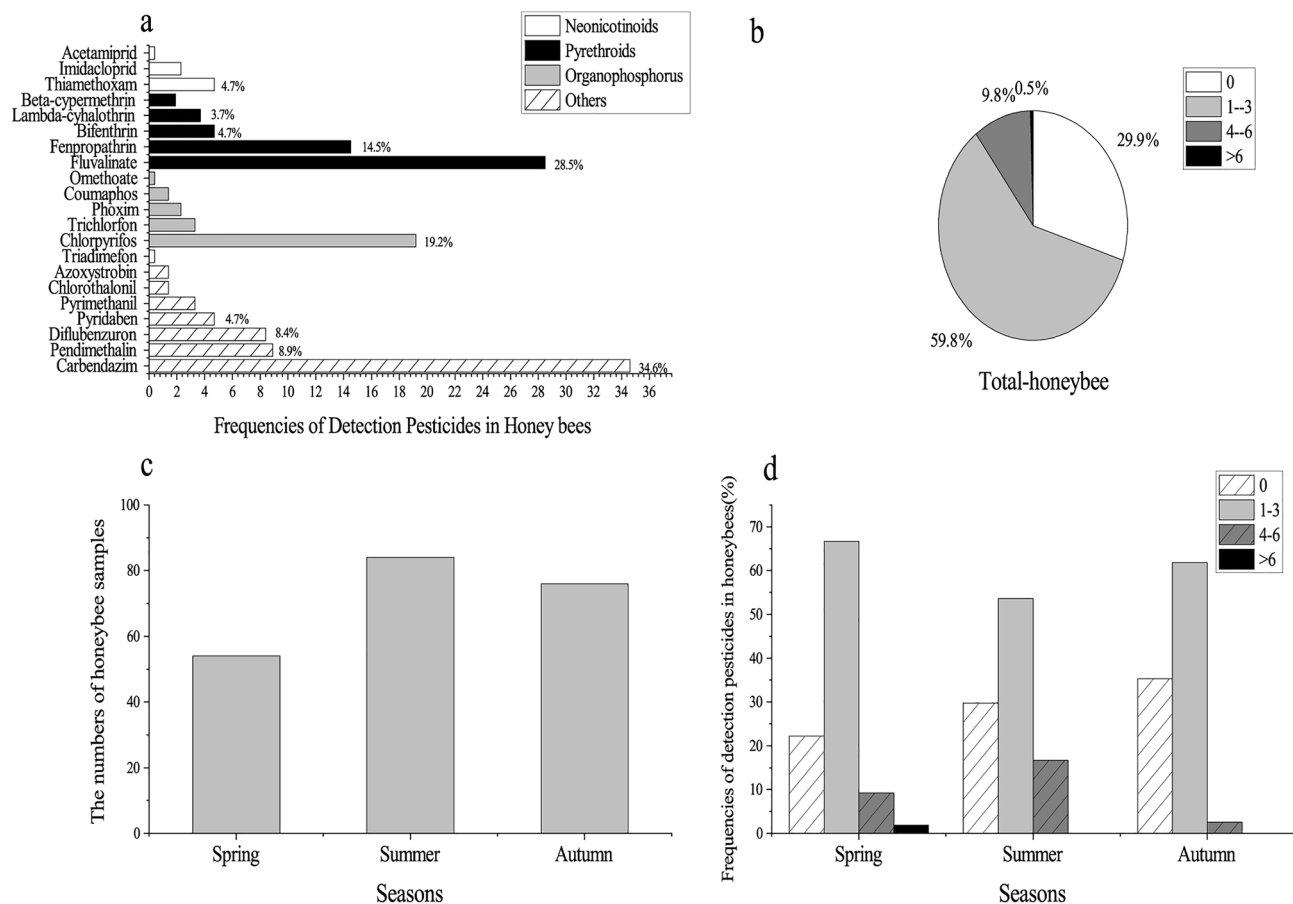 a
Neonicotinoids
Pyrethroids
Organophosphorus
Others
Acetamiprid
Imidacloprid
Thiamethoxam 4.7%
Beta-cypermethrin
Lambda-cyhalothrin 3.7%
Bifenthrin 4.7%
Fenpropathrin 14.5%
Fluvalinate 28.5%
Omethoate
Coumaphos
Phoxim
Trichlorfon
Chlorpyrifos 19.2%
Triadimefon
Azoxystrobin
Chlorothalonil
Pyrimethanil
Pyridaben 4.7%
Diflubenzuron 8.4%
Pendimethalin 8.9%
Carbendazim 34.6%
0 2 4 6 8 10 12 14 16 18 20 22 24 26 28 30 32 34 36
Frequencies of Detection Pesticides in Honey bees
b
0
1--3
4--6
>6
9.8% 0.5%
29.9%
59.8%
Total-honeybee
c
The numbers of honeybee samples
100
80
60
40
20
0
Spring Summer Autumn
Seasons
d
Frequencies of detection pesticides in honeybees(%)
0
1-3
4-6
>6
70
60
50
40
30
20
10
0
Spring Summer Autumn
Seasons